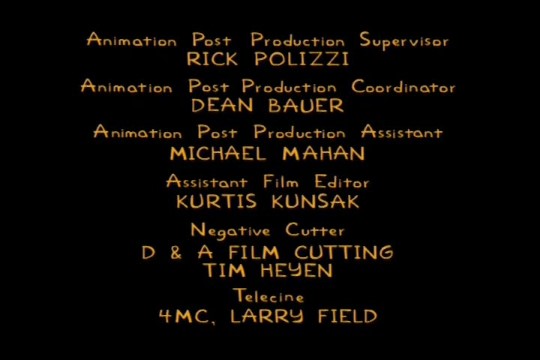 Animation Post Production Supervisor
RICK POLIZZI
Animation Post Production Coordinator
DEAN BAUER
Animation Post Production Assistant
MICHAEL MAHAN
Assistant Film Editor
KURTIS KUNSAK
Negative Cutter
D & A FILM CUTTING
TIM HEYEN
Telecine
4MC, LARRY FIELD